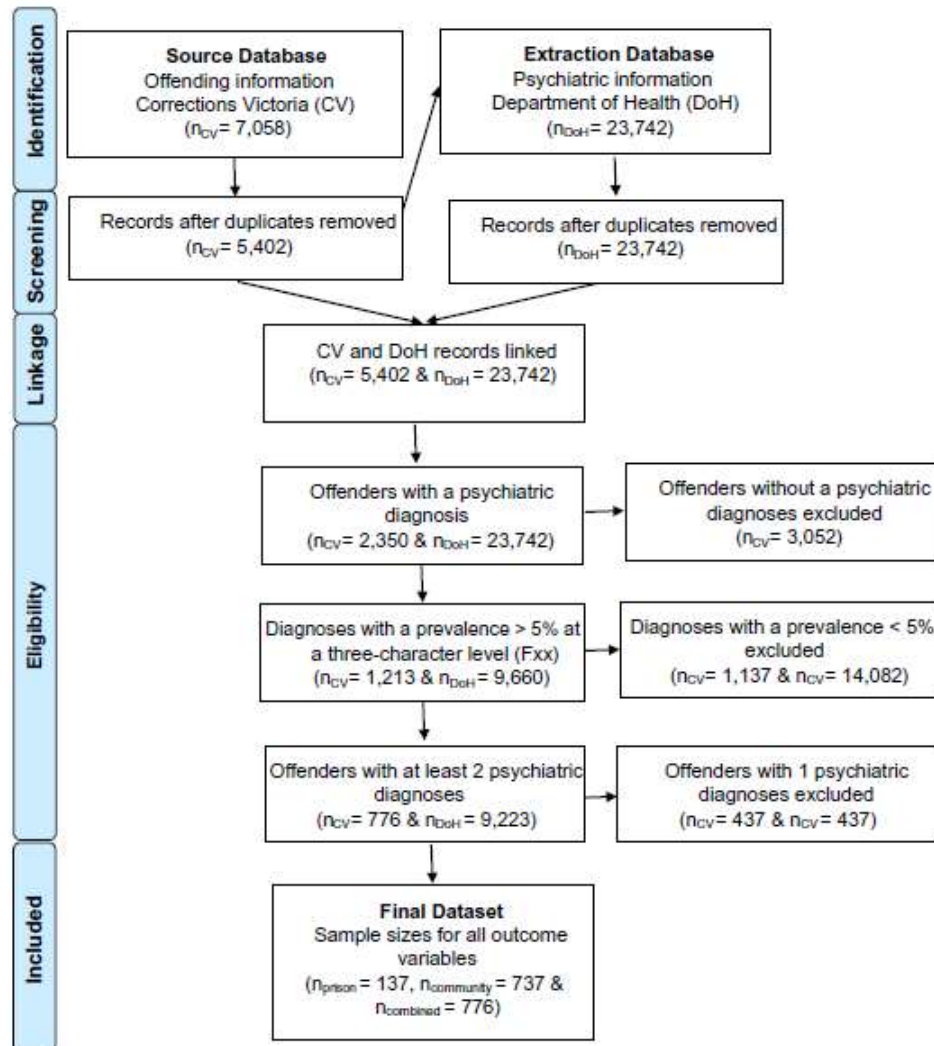 Identification
Source Database
Offending information
Corrections Victoria (CV)
(nCV = 7,058)
Extraction Database
Psychiatric information
Department of Health (DoH)
(nDoH = 23,742)
Screening
Records after duplicates removed
(nCV = 5,402)
Records after duplicates removed
(nDoH = 23,742)
Linkage
CV and DoH records linked
(nCV = 5,402 & nDoH = 23,742)
Eligibility
Offenders with a psychiatric
diagnosis
(nCV = 2,350 & nDoH = 23,742)
Offenders without a psychiatric
diagnoses excluded
(nCV = 3,052)
Diagnoses with a prevalence > 5% at
a three-character level (Fxx)
(nCV = 1,213 & nDoH = 9,660)
Diagnoses with a prevalence < 5%
excluded
(nCV = 1,137 & nCV = 14,082)
Offenders with at least 2 psychiatric
diagnoses
(nCV = 776 & nDoH = 9,223)
Offenders with 1 psychiatric
diagnoses excluded
(nCV = 437 & nCV = 437)
Included
Final Dataset
Sample sizes for all outcome
variables
(nprison = 137, ncommunity = 737 &
ncombined = 776)